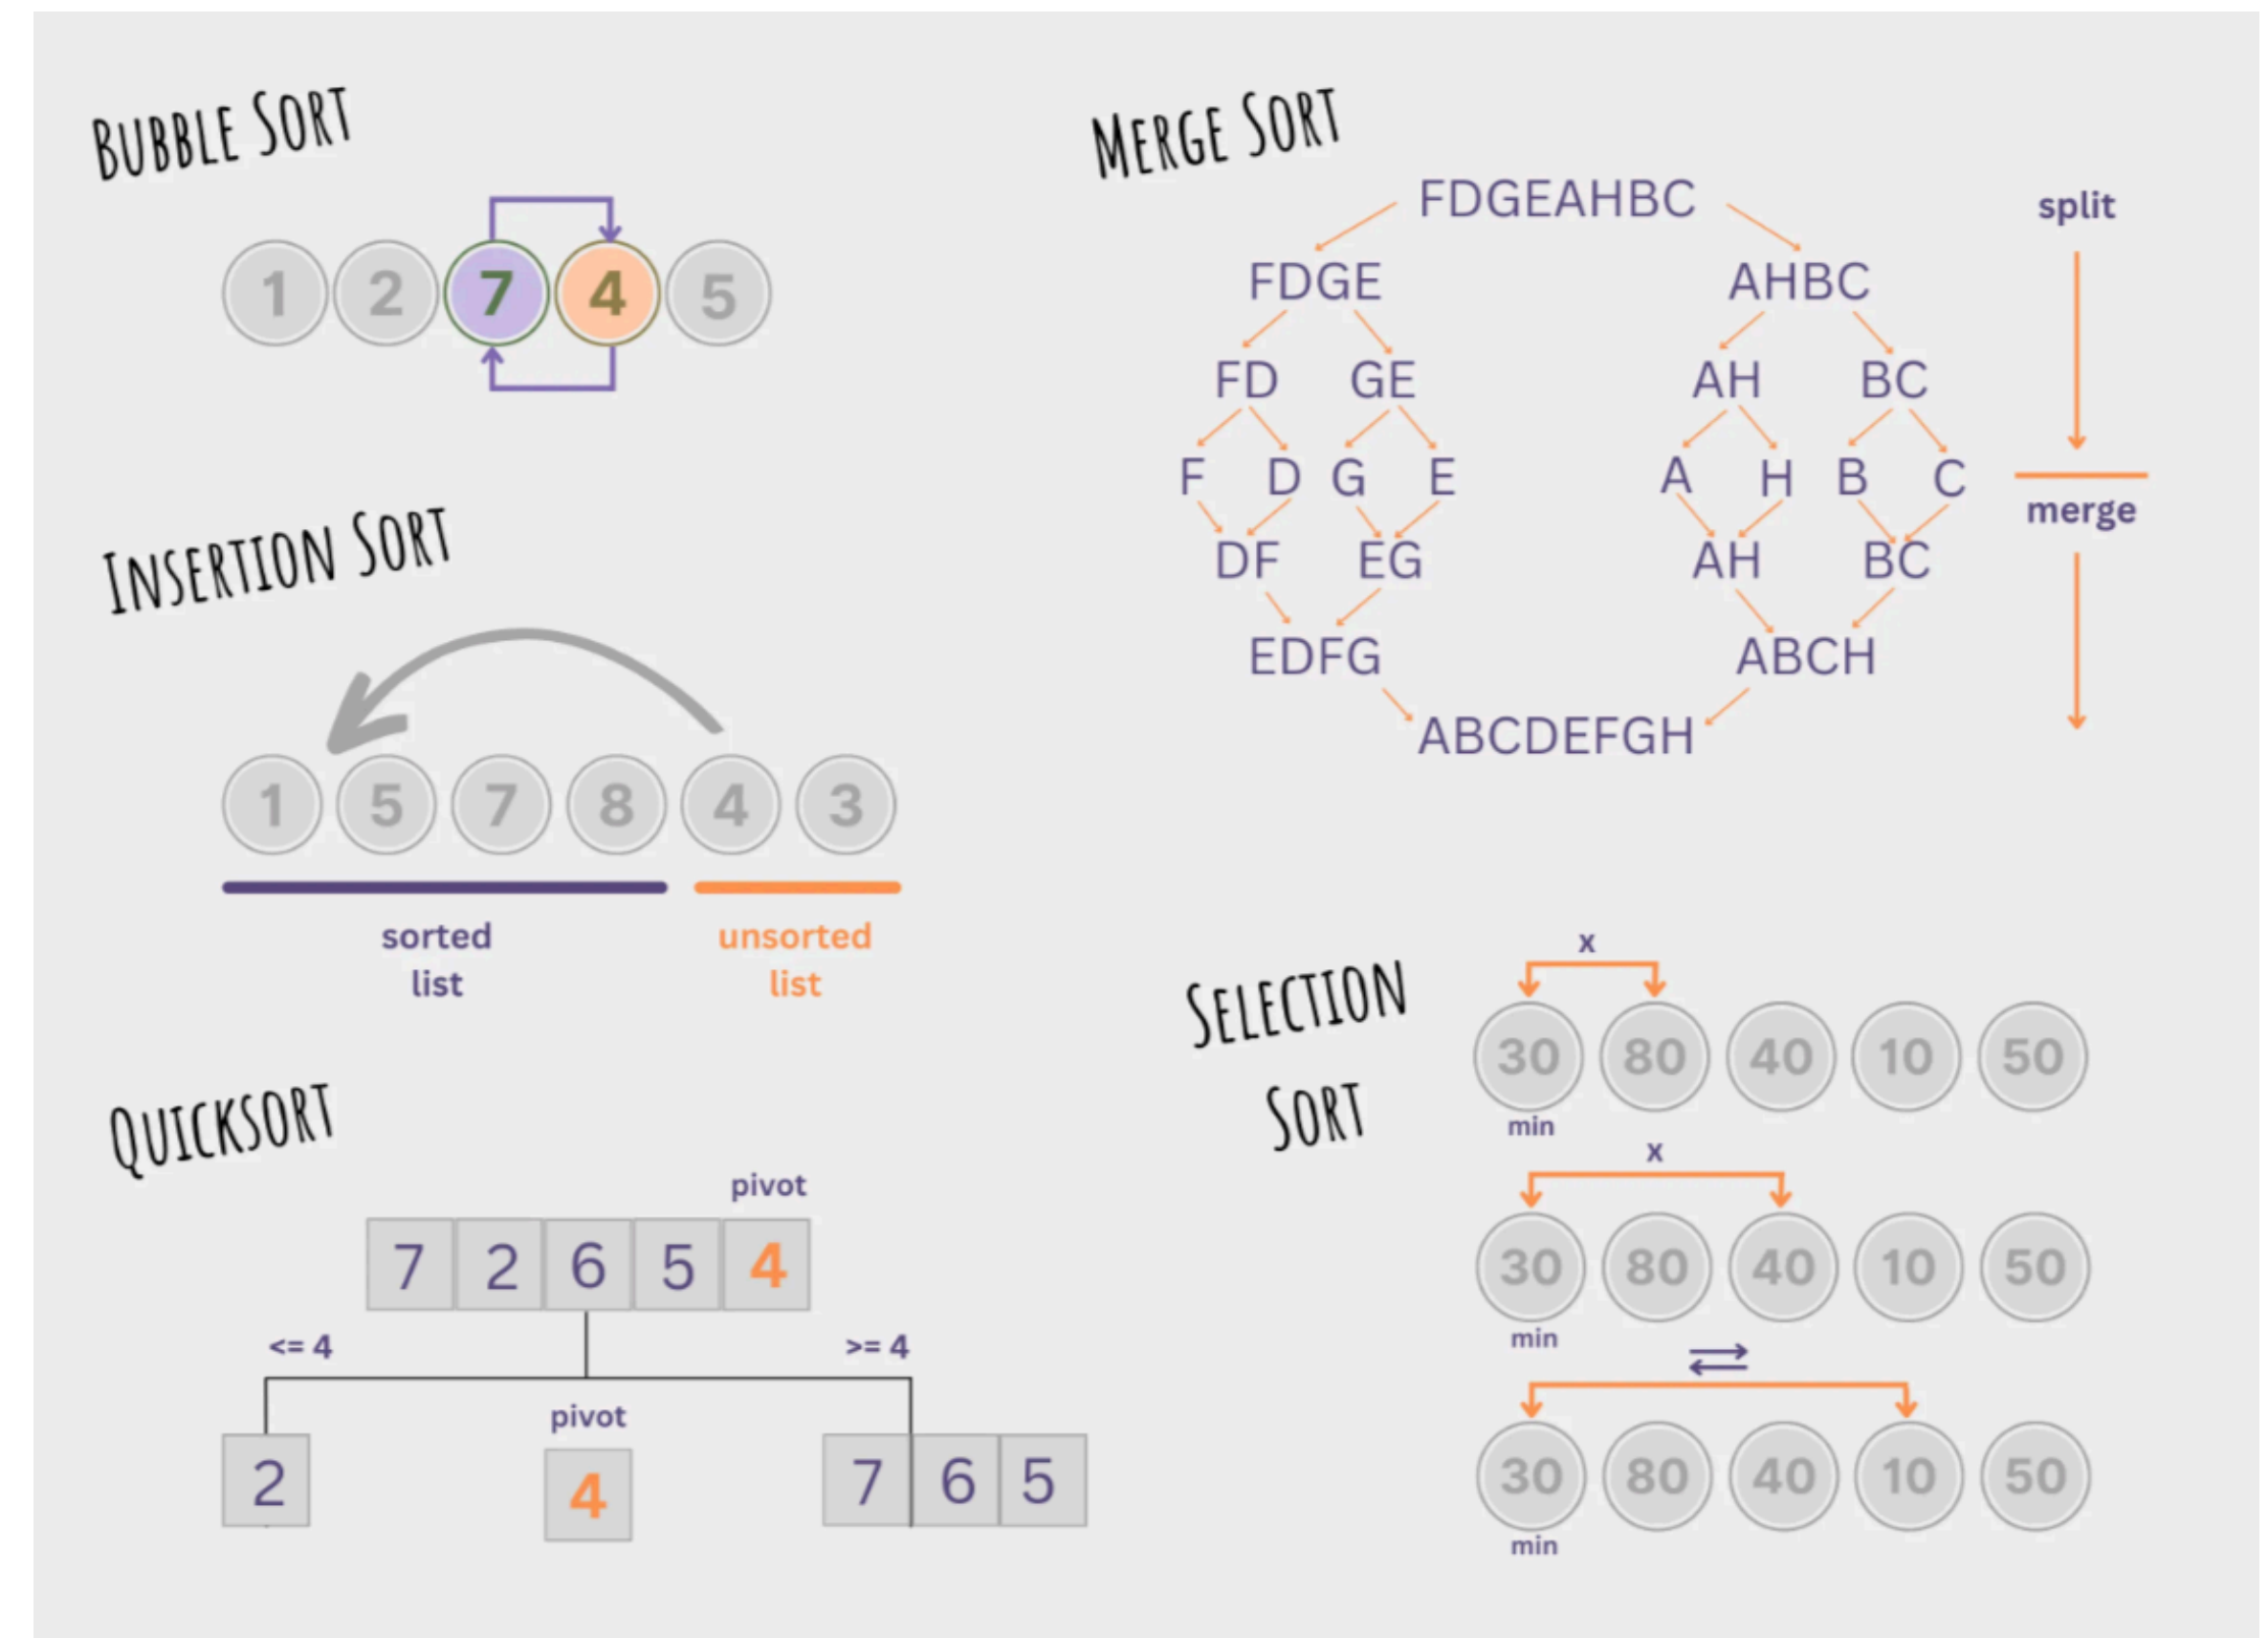 BUBBLE SORT
1 2 7 4 5
INSERTION SORT
1 5 7 8 4 3
sorted
list
unsorted
list
QUICKSORT
pivot
7 2 6 5 4
<= 4
>= 4
pivot
2
4
7 6 5
MERGE SORT
FDGEAHBC
split
FDGE AHBC
FD GE AH BC
F D G E A H B C
merge
DF EG AH BC
EDFG ABCH
ABCDEFGH
SELECTION
SORT
x
30 80 40 10 50
min
x
30 80 40 10 50
min
30 80 40 10 50
min